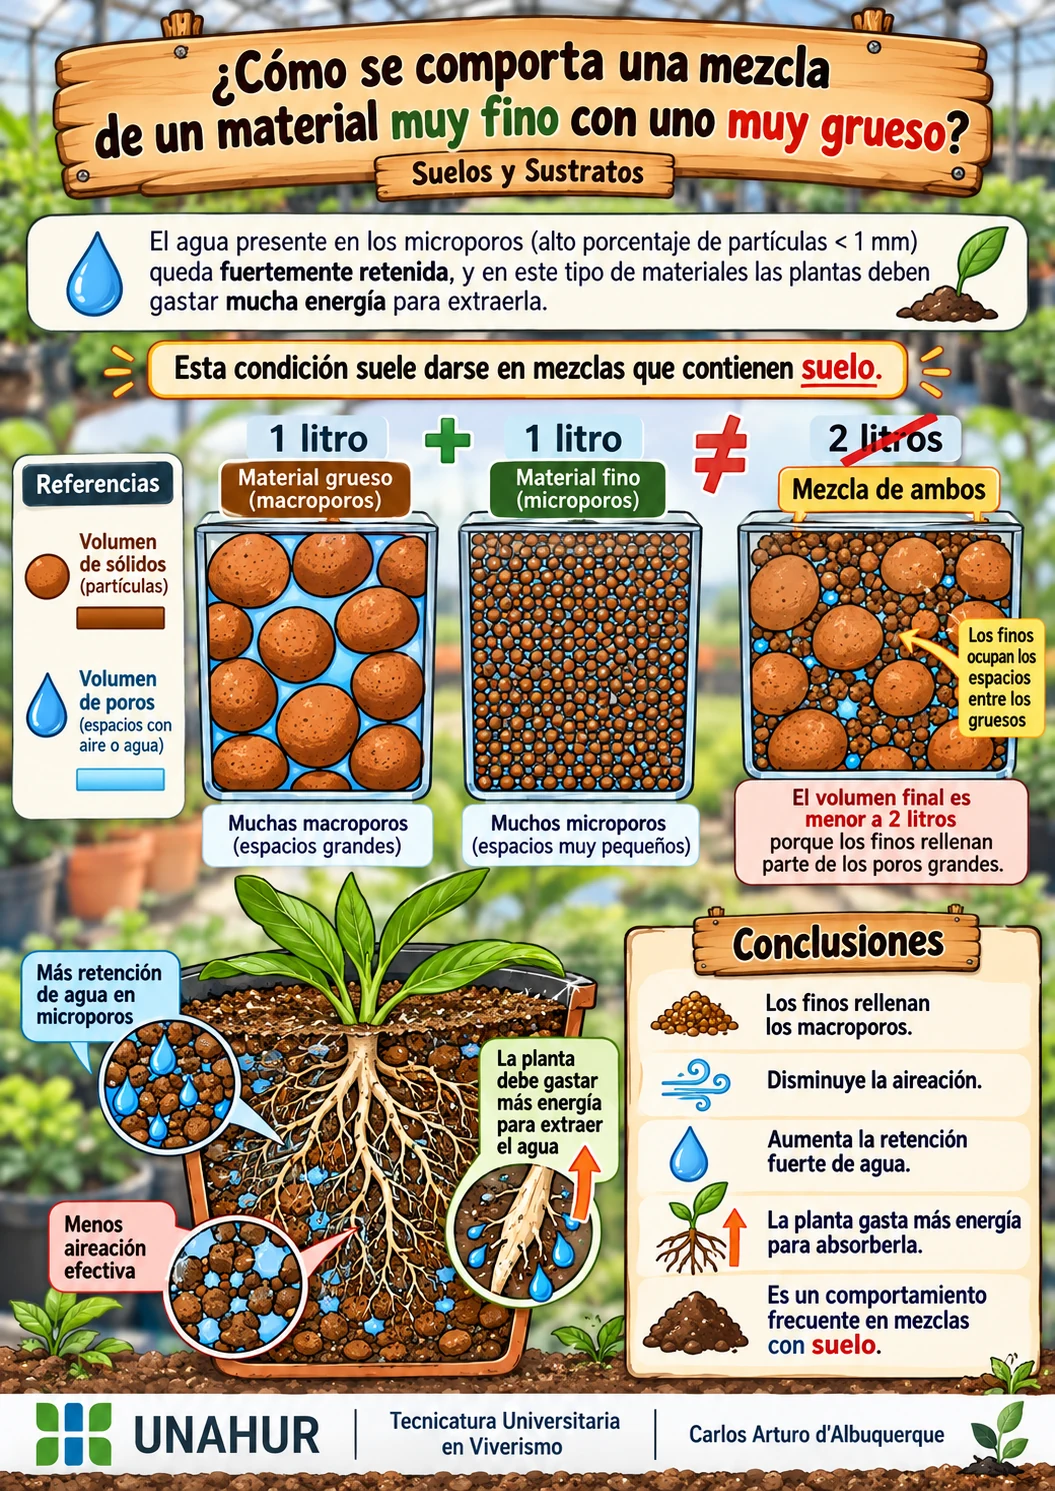 ¿Cómo se comporta una mezcla
de un material muy fino con uno muy grueso?
Suelos y Sustratos
El agua presente en los microporos (alto porcentaje de partículas < 1 mm)
queda fuertemente retenida, y en este tipo de materiales las plantas deben
gastar mucha energía para extraerla.
Esta condición suele darse en mezclas que contienen suelo.
1 litro + 1 litro ≠ 2 litros
Referencias
Volumen
de sólidos
(partículas)
Volumen
de poros
(espacios con
aire o agua)
Material grueso
(macroporos)
Material fino
(microporos)
Mezcla de ambos
Los finos
ocupan los
espacios
entre los
gruesos
Muchas macroporos
(espacios grandes)
Muchos microporos
(espacios muy pequeños)
El volumen final es
menor a 2 litros
porque los finos rellenan
parte de los poros grandes.
Más retención
de agua en
microporos
La planta
debe gastar
más energía
para extraer
el agua
Menos
aireación
efectiva
Conclusiones
Los finos rellenan
los macroporos.
Disminuye la aireación.
Aumenta la retención
fuerte de agua.
La planta gasta más energía
para absorberla.
Es un comportamiento
frecuente en mezclas
con suelo.
UNAHUR
Tecnicatura Universitaria
en Viverismo
Carlos Arturo d'Albuquerque